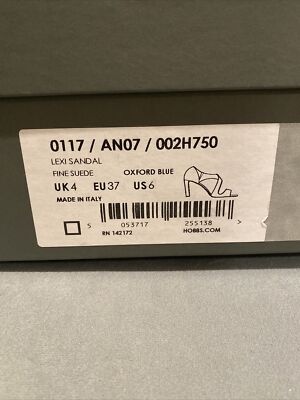 0117 / AN07 / 002H750
LEXI SANDAL
FINE SUEDE OXFORD BLUE
UK4 EU37 US6
MADE IN ITALY
5 053717 255138 >
RN 142172 HOBBS.COM